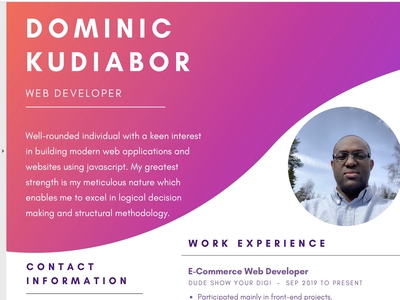 DOMINIC
KUDIABOR
WEB DEVELOPER
Well-rounded individual with a keen interest
in building modern web applications and
websites using javascript. My greatest
strength is my meticulous nature which
enables me to excel in logical decision
making and structural methodology.
WORK EXPERIENCE
E-Commerce Web Developer
DUDE SHOW YOUR DIGI - SEP 2019 TO PRESENT
• Participated mainly in front-end projects,
CONTACT
INFORMATION